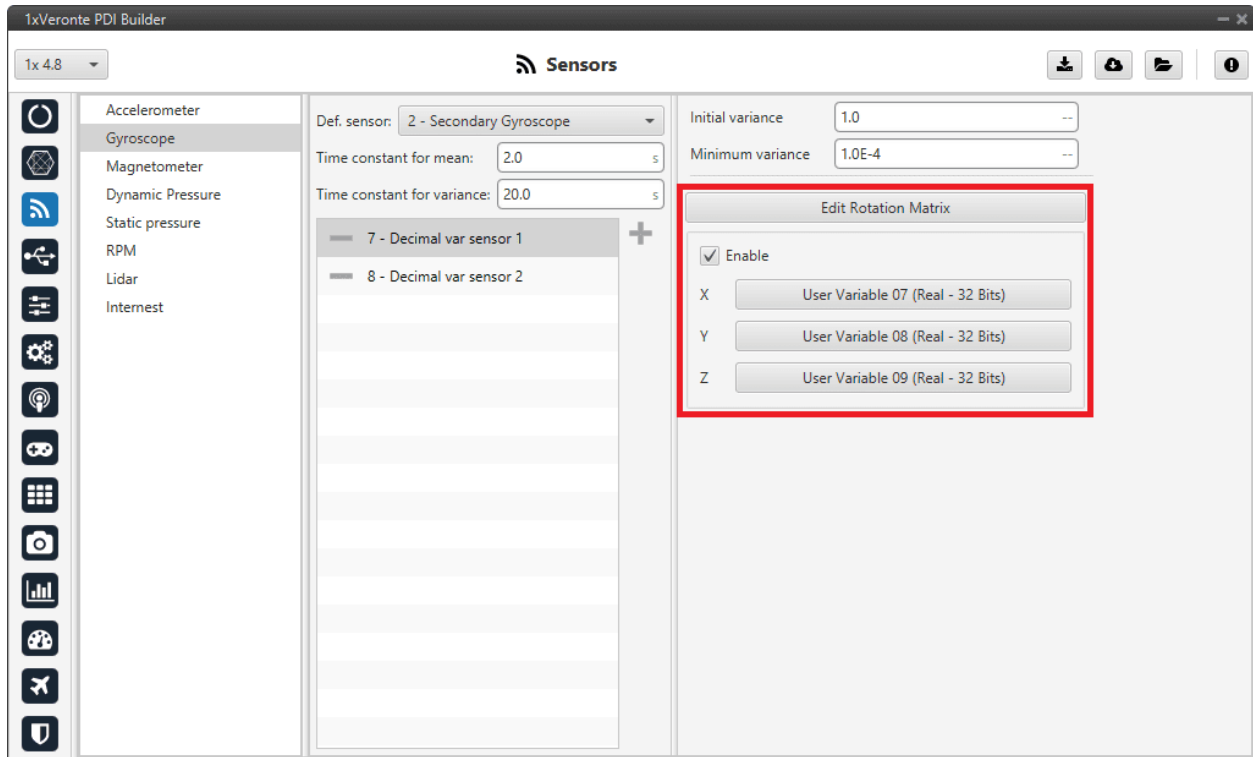 1xVeronte PDI Builder
1x 4.8
Sensors
Accelerometer
Gyroscope
Magnetometer
Dynamic Pressure
Static pressure
RPM
Lidar
Internest
Def. sensor: 2 - Secondary Gyroscope
Time constant for mean: 2.0 s
Time constant for variance: 20.0 s
7 - Decimal var sensor 1
8 - Decimal var sensor 2
Initial variance 1.0 --
Minimum variance 1.0E-4 --
Edit Rotation Matrix
Enable
X User Variable 07 (Real - 32 Bits)
Y User Variable 08 (Real - 32 Bits)
Z User Variable 09 (Real - 32 Bits)